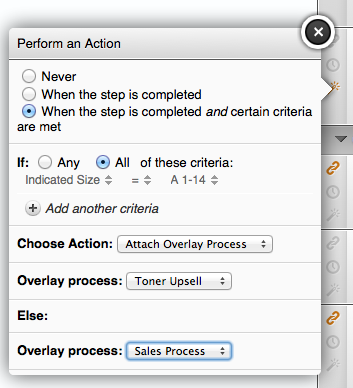 Perform an Action
Never
When the step is completed
When the step is completed and certain criteria
are met
If: Any All of these criteria:
Indicated Size = A 1-14
Add another criteria
Choose Action: Attach Overlay Process
Overlay process: Toner Upsell
Else:
Overlay process: Sales Process